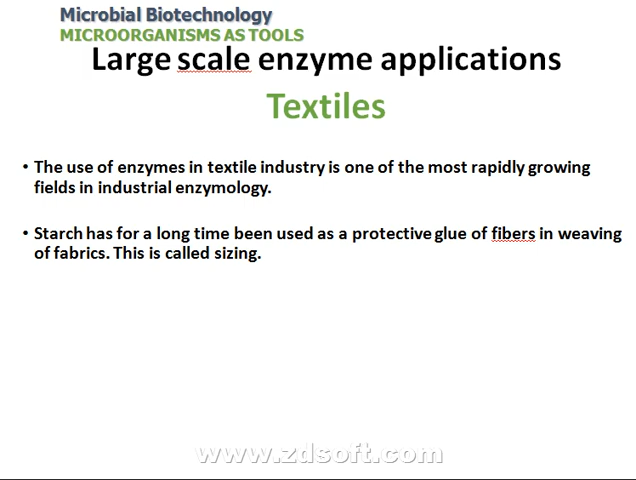 Microbial Biotechnology
MICROORGANISMS AS TOOLS
Large scale enzyme applications
Textiles
• The use of enzymes in textile industry is one of the most rapidly growing
fields in industrial enzymology.
• Starch has for a long time been used as a protective glue of fibers in weaving
of fabrics. This is called sizing.
www.zdsoft.com